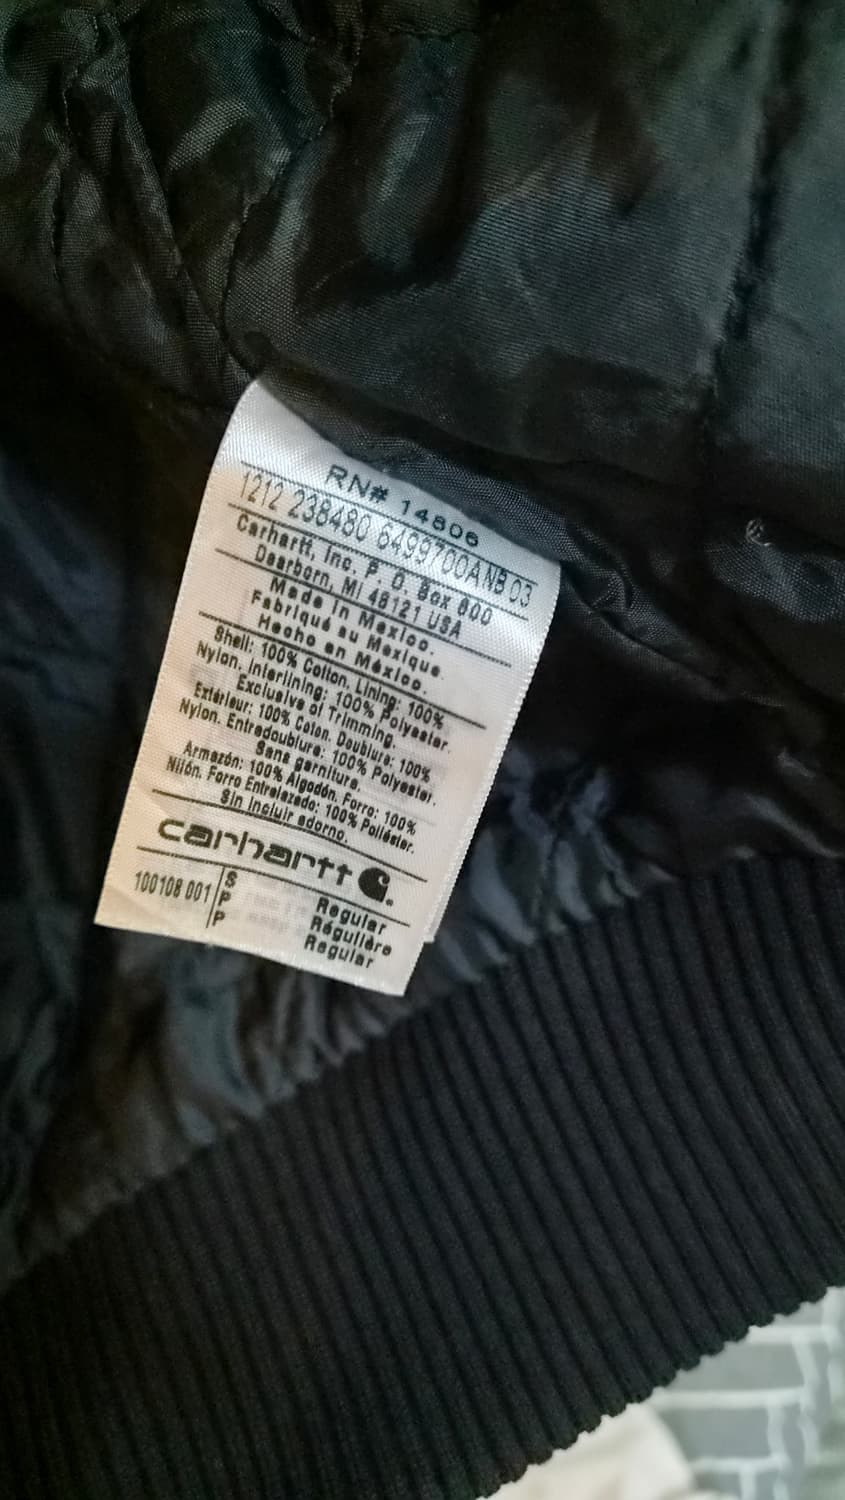 RN# 14806
1212 238480 6499700ANB 03
Carhartt, Inc. P. O. Box 600
Dearborn, MI 48121 USA
Made in Mexico.
Fabriqué au Mexique.
Hecho en México.
Shell: 100% Cotton. Lining: 100%
Nylon. Interlining: 100% Polyester.
Exclusive of Trimming.
Extérieur: 100% Coton. Doublure: 100%
Nylon. Entredoublure: 100% Polyester.
Sans garniture.
Armazón: 100% Algodón. Forro: 100%
Nilón. Forro Entrelazado: 100% Poliéster.
Sin incluir adorno.
carhartt
100108 001 S Regular
P Régulière
P Regular